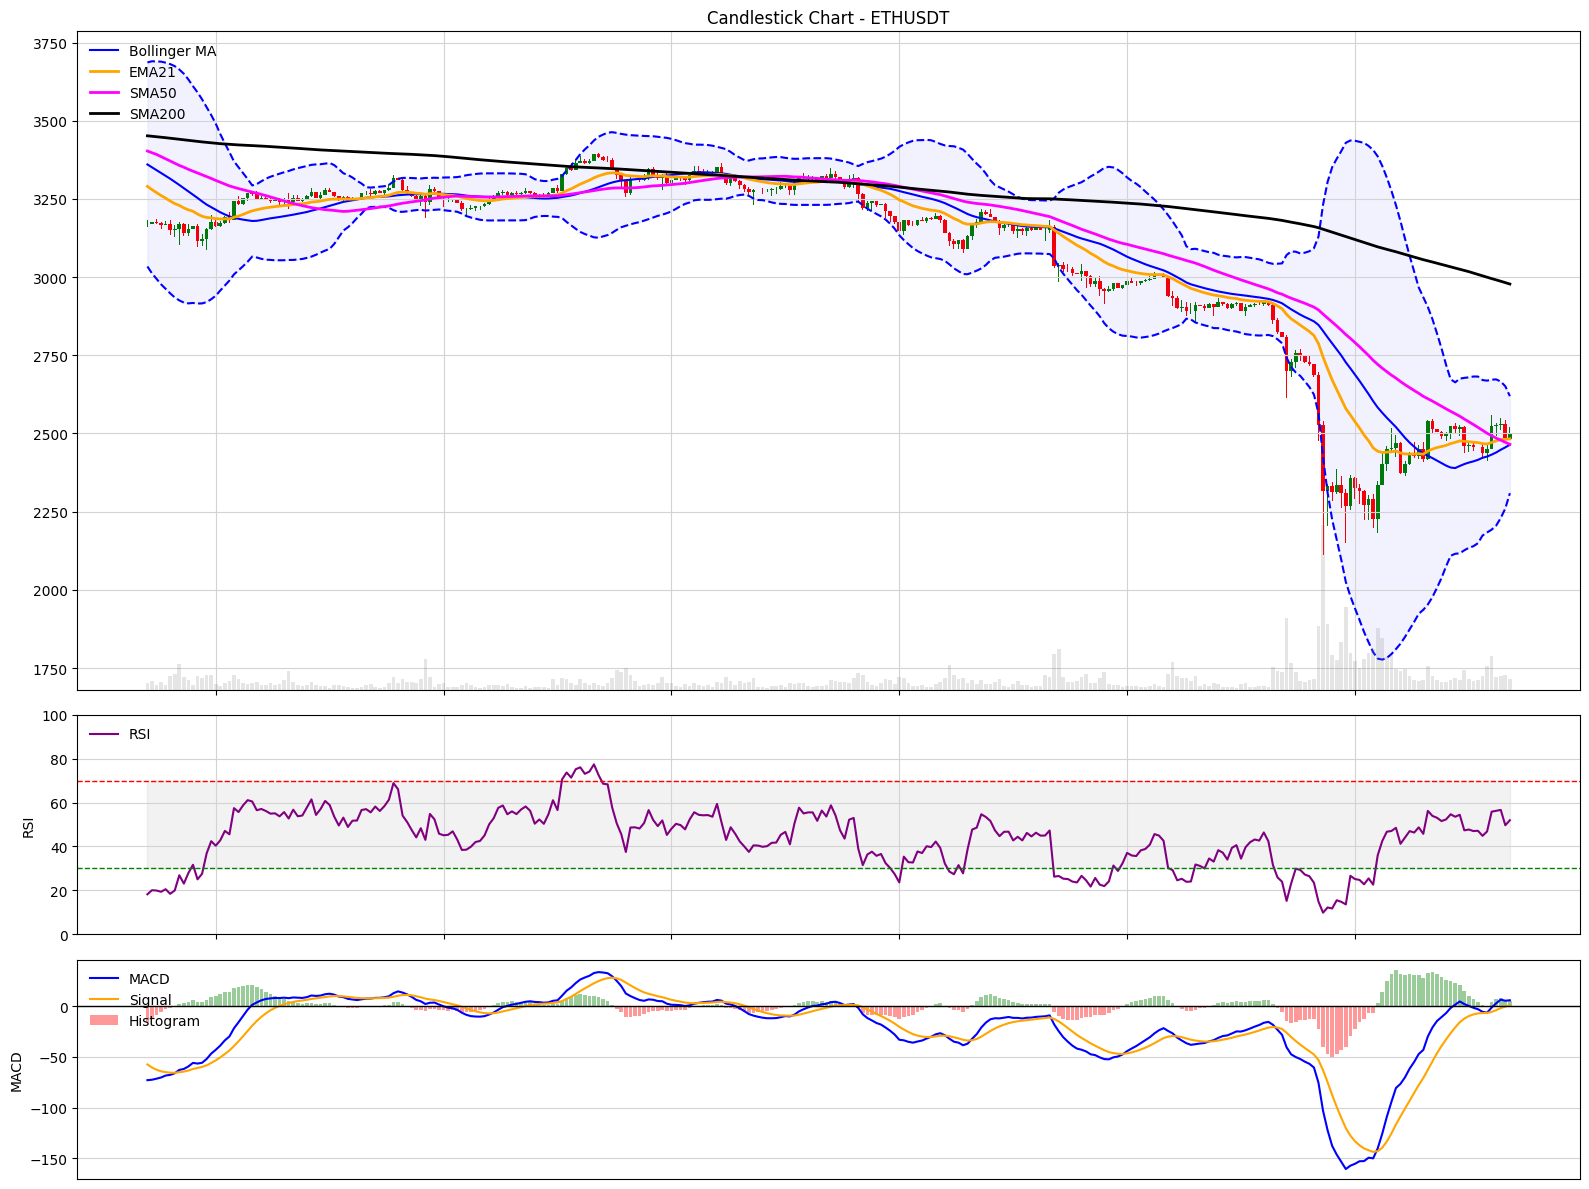 Candlestick Chart - ETHUSDT
3750
3500
3250
3000
2750
2500
2250
2000
1750
Bollinger MA
EMA21
SMA50
SMA200
100
80
60
40
20
0
RSI
RSI
0
−50
−100
−150
MACD
MACD
Signal
Histogram